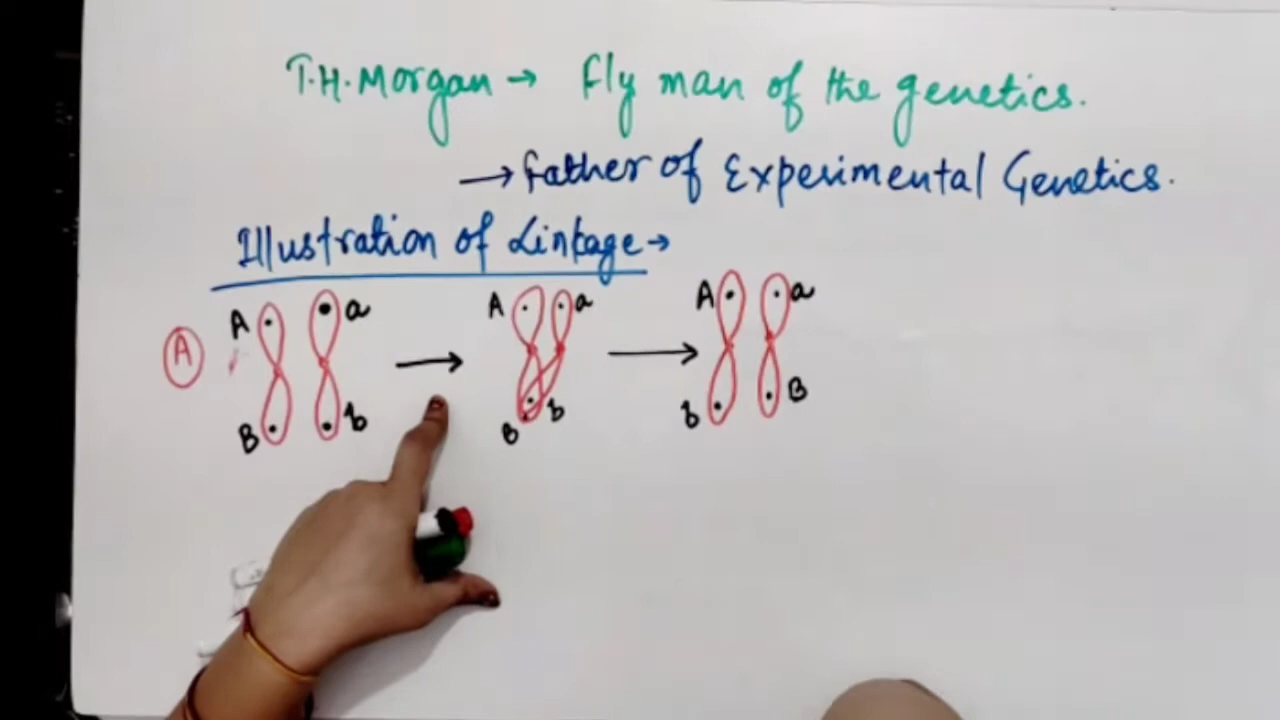 T.H. Morgan → Fly man of the genetics.
→ Father of Experimental Genetics.
Illustration of Linkage →
A
A a → A a → A a
B b B b b B